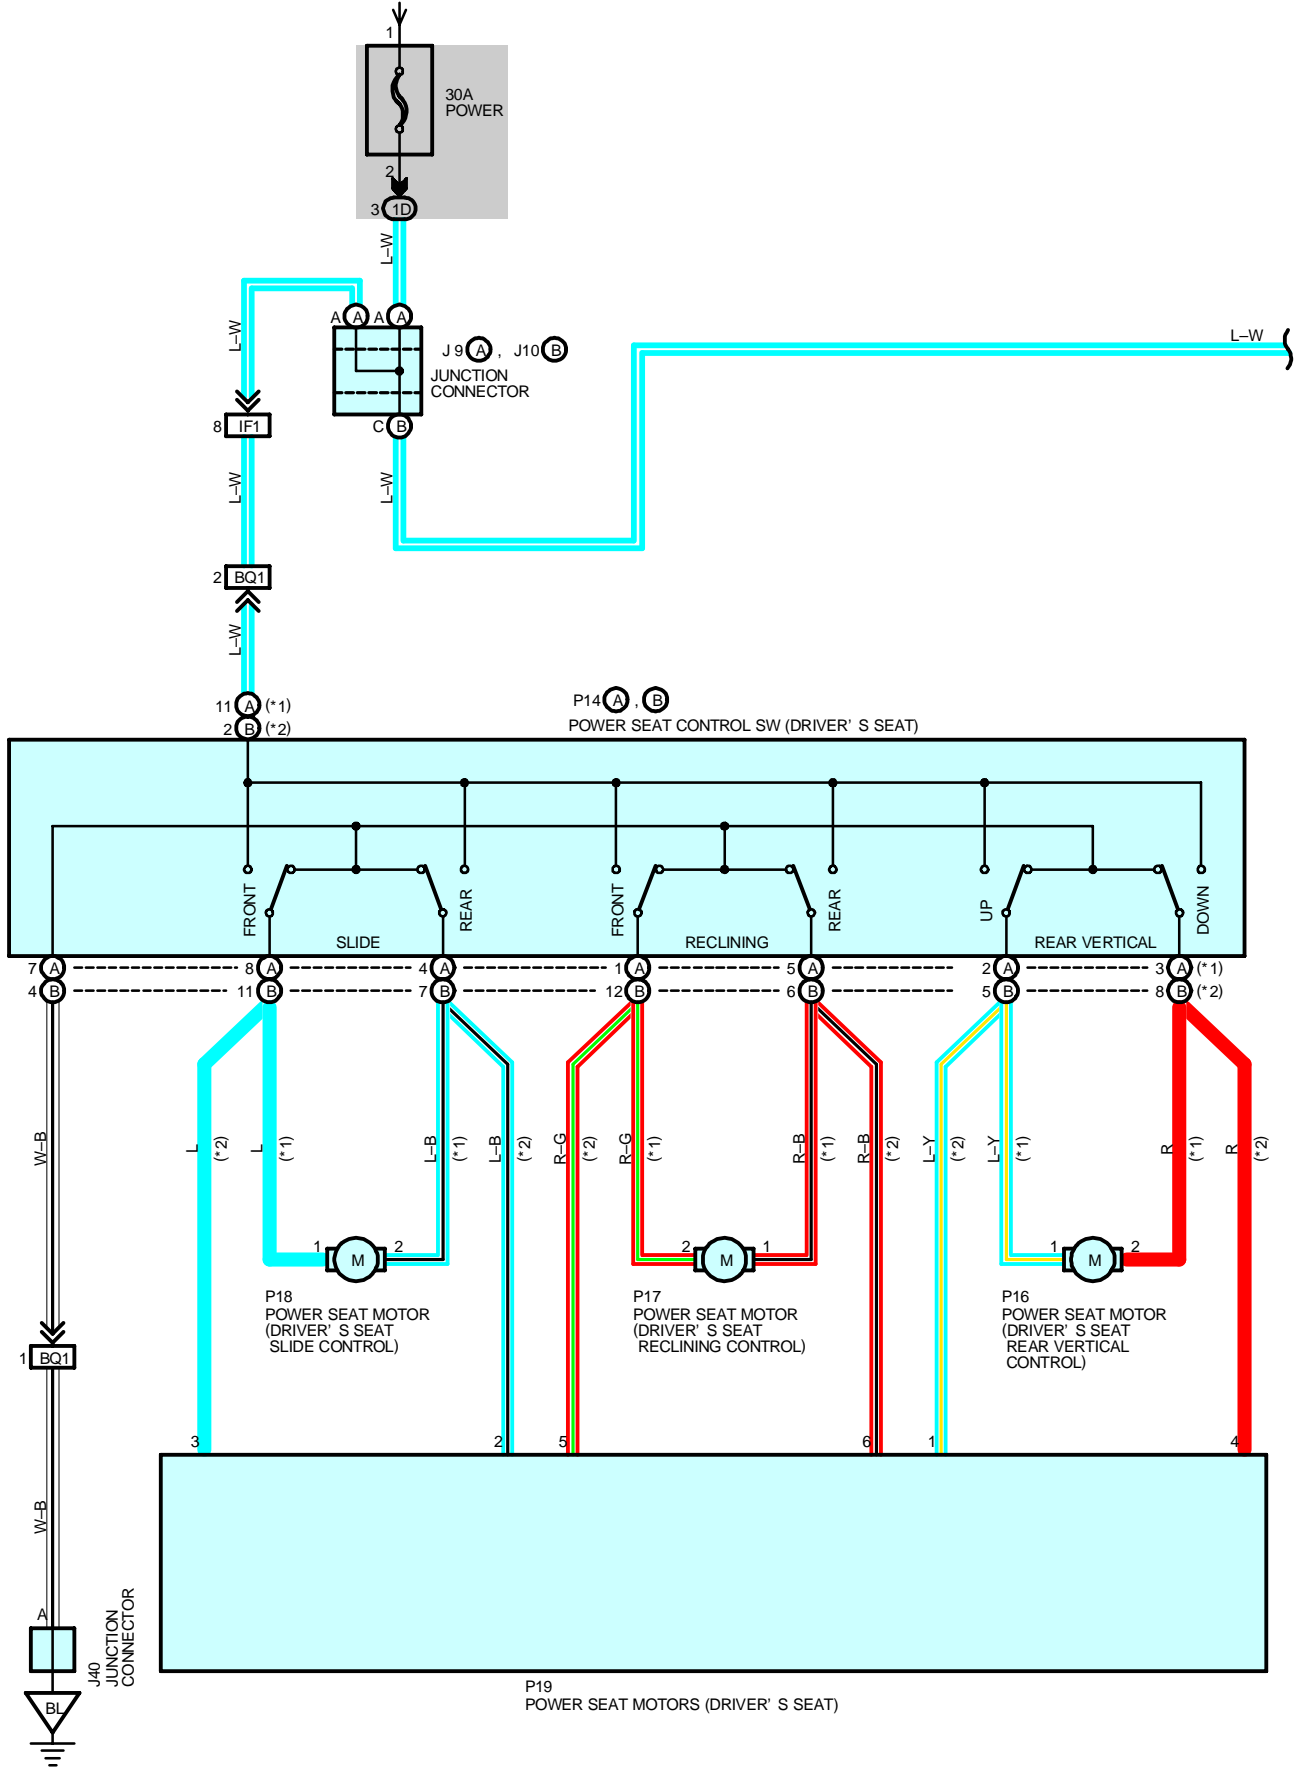 1
30A
POWER
2
3 1D
L–W
A A A A
J 9 A , J10 B
JUNCTION
CONNECTOR
L–W
L–W
8 IF1
C B
L–W
L–W
2 BQ1
L–W
11 A (*1)
2 B (*2)
P14 A , B
POWER SEAT CONTROL SW (DRIVER' S SEAT)
FRONT
REAR
FRONT
REAR
UP
DOWN
SLIDE
RECLINING
REAR VERTICAL
7 A 8 A 4 A 1 A 5 A 2 A 3 A (*1)
4 B 11 B 7 B 12 B 6 B 5 B 8 B (*2)
W–B
L
(*2)
L
(*1)
L–B
(*1)
L–B
(*2)
R–G
(*2)
R–G
(*1)
R–B
(*1)
R–B
(*2)
L–Y
(*2)
L–Y
(*1)
R
(*1)
R
(*2)
1 M 2
2 M 1
1 M 2
P18
POWER SEAT MOTOR
(DRIVER' S SEAT
SLIDE CONTROL)
P17
POWER SEAT MOTOR
(DRIVER' S SEAT
RECLINING CONTROL)
P16
POWER SEAT MOTOR
(DRIVER' S SEAT
REAR VERTICAL
CONTROL)
1 BQ1
3 2 5 6 1 4
W–B
A
J40
JUNCTION
CONNECTOR
BL
P19
POWER SEAT MOTORS (DRIVER' S SEAT)